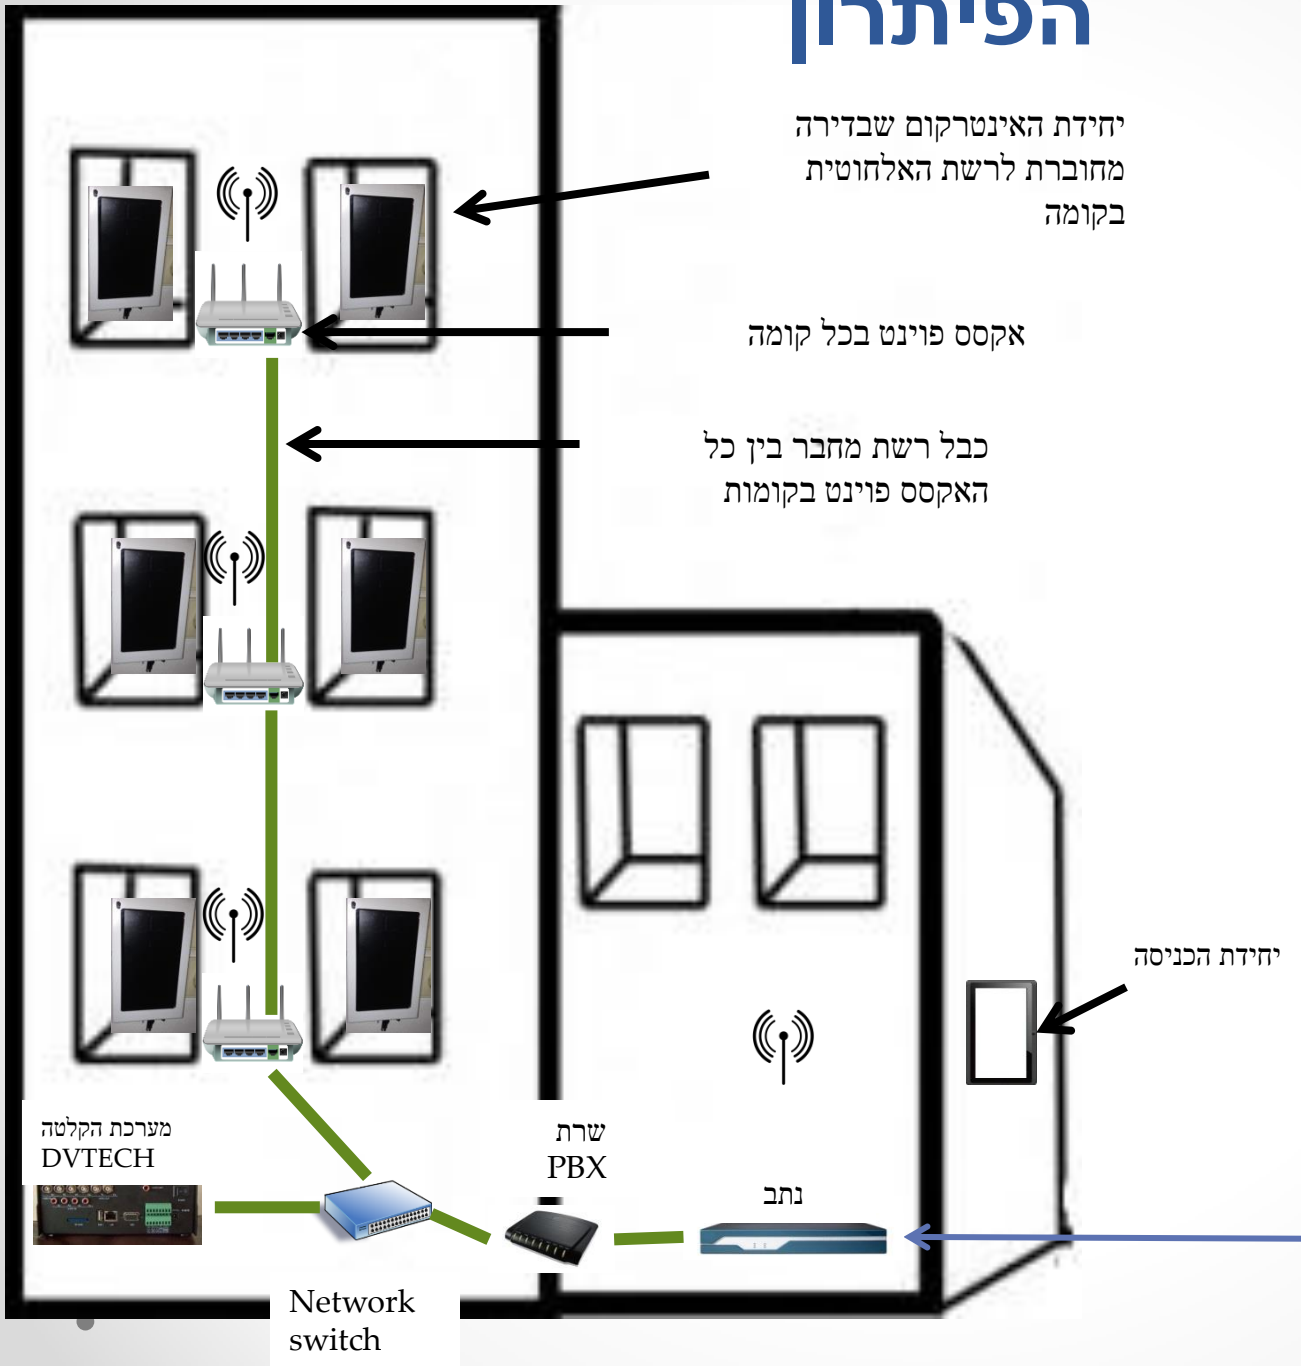 הפיתרון
יחידת האינטרקום שבדירה
מחוברת לרשת האלחוטית
בקומה
אקסס פוינט בכל קומה
כבל רשת מחבר בין כל
האקסס פוינט בקומות
יחידת הכניסה
מערכת הקלטה
DVTECH
שרת
PBX
נתב
Network
switch